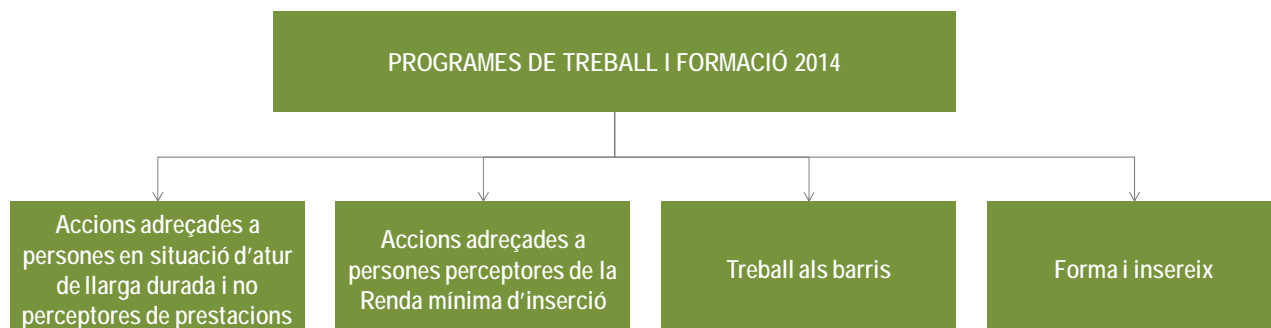 PROGRAMES DE TREBALL I FORMACIÓ 2014
Accions adreçades a
persones en situació d'atur
de llarga durada i no
perceptores de prestacions
Accions adreçades a
persones perceptores de la
Renda mínima d'inserció
Treball als barris
Forma i insereix